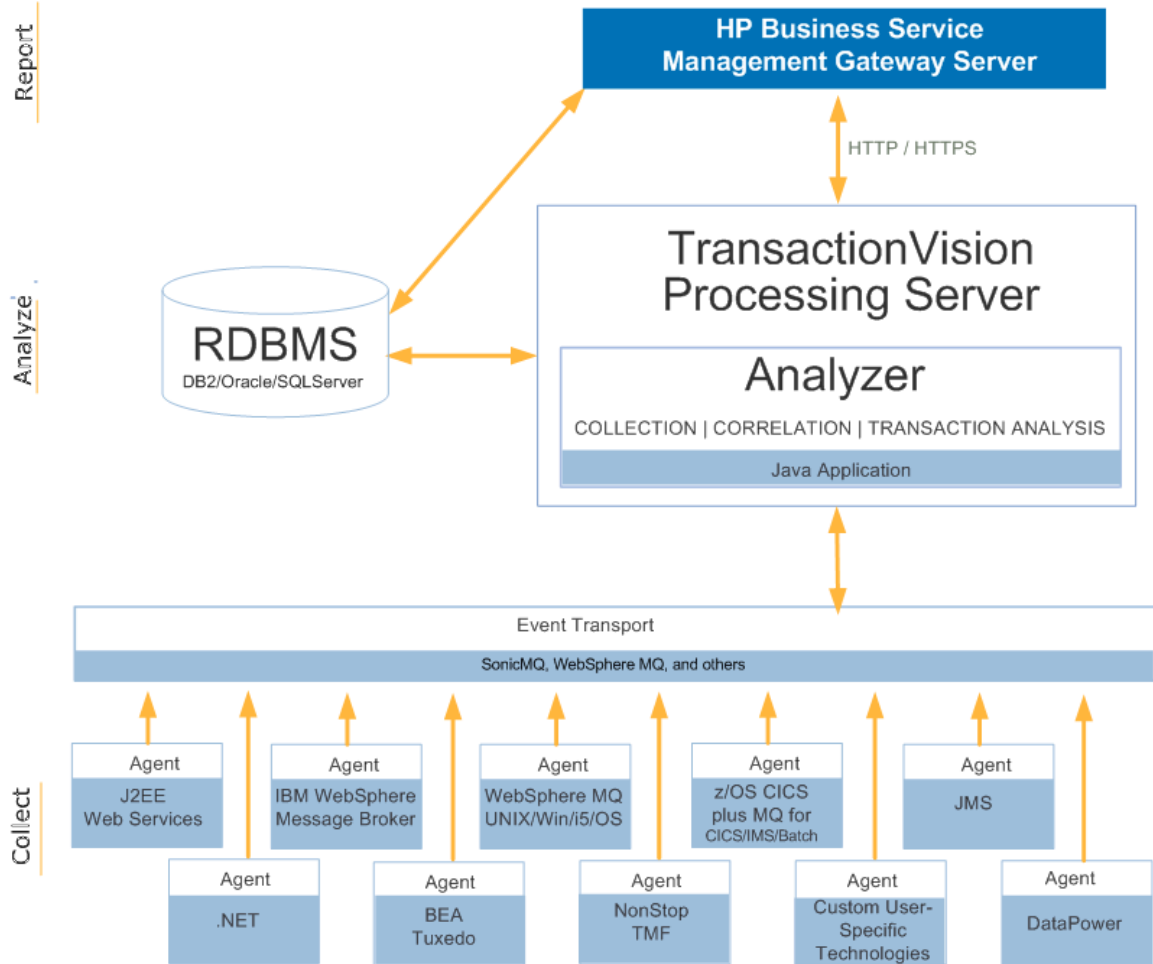 Report
HP Business Service
Management Gateway Server
HTTP / HTTPS
Analyze
TransactionVision
Processing Server
RDBMS
DB2/Oracle/SQLServer
Analyzer
COLLECTION | CORRELATION | TRANSACTION ANALYSIS
Java Application
Event Transport
SonicMQ, WebSphere MQ, and others
Collect
Agent
J2EE
Web Services
Agent
IBM WebSphere
Message Broker
Agent
WebSphere MQ
UNIX/Win/i5/OS
Agent
z/OS CICS
plus MQ for
CICS/IMS/Batch
Agent
JMS
Agent
.NET
Agent
BEA
Tuxedo
Agent
NonStop
TMF
Agent
Custom User-
Specific
Technologies
Agent
DataPower